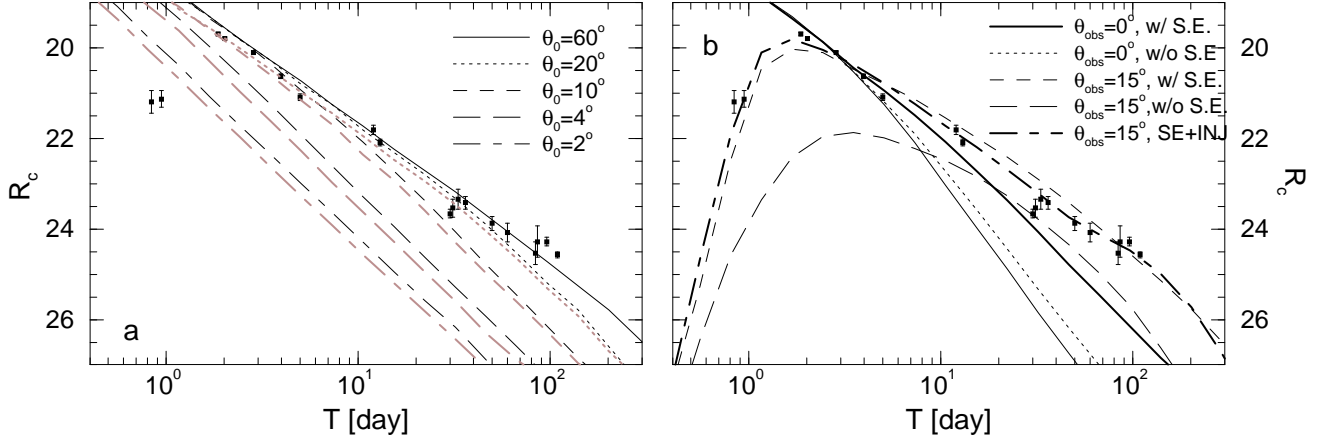 20
22
24
26
R_c
10^0
10^1
10^2
T [day]
a
θ_0=60°
θ_0=20°
θ_0=10°
θ_0=4°
θ_0=2°
b
θ_obs=0°, w/ S.E.
θ_obs=0°, w/o S.E
θ_obs=15°, w/ S.E.
θ_obs=15°,w/o S.E.
θ_obs=15°, SE+INJ
10^0
10^1
10^2
T [day]
20
22
24
26
R_c